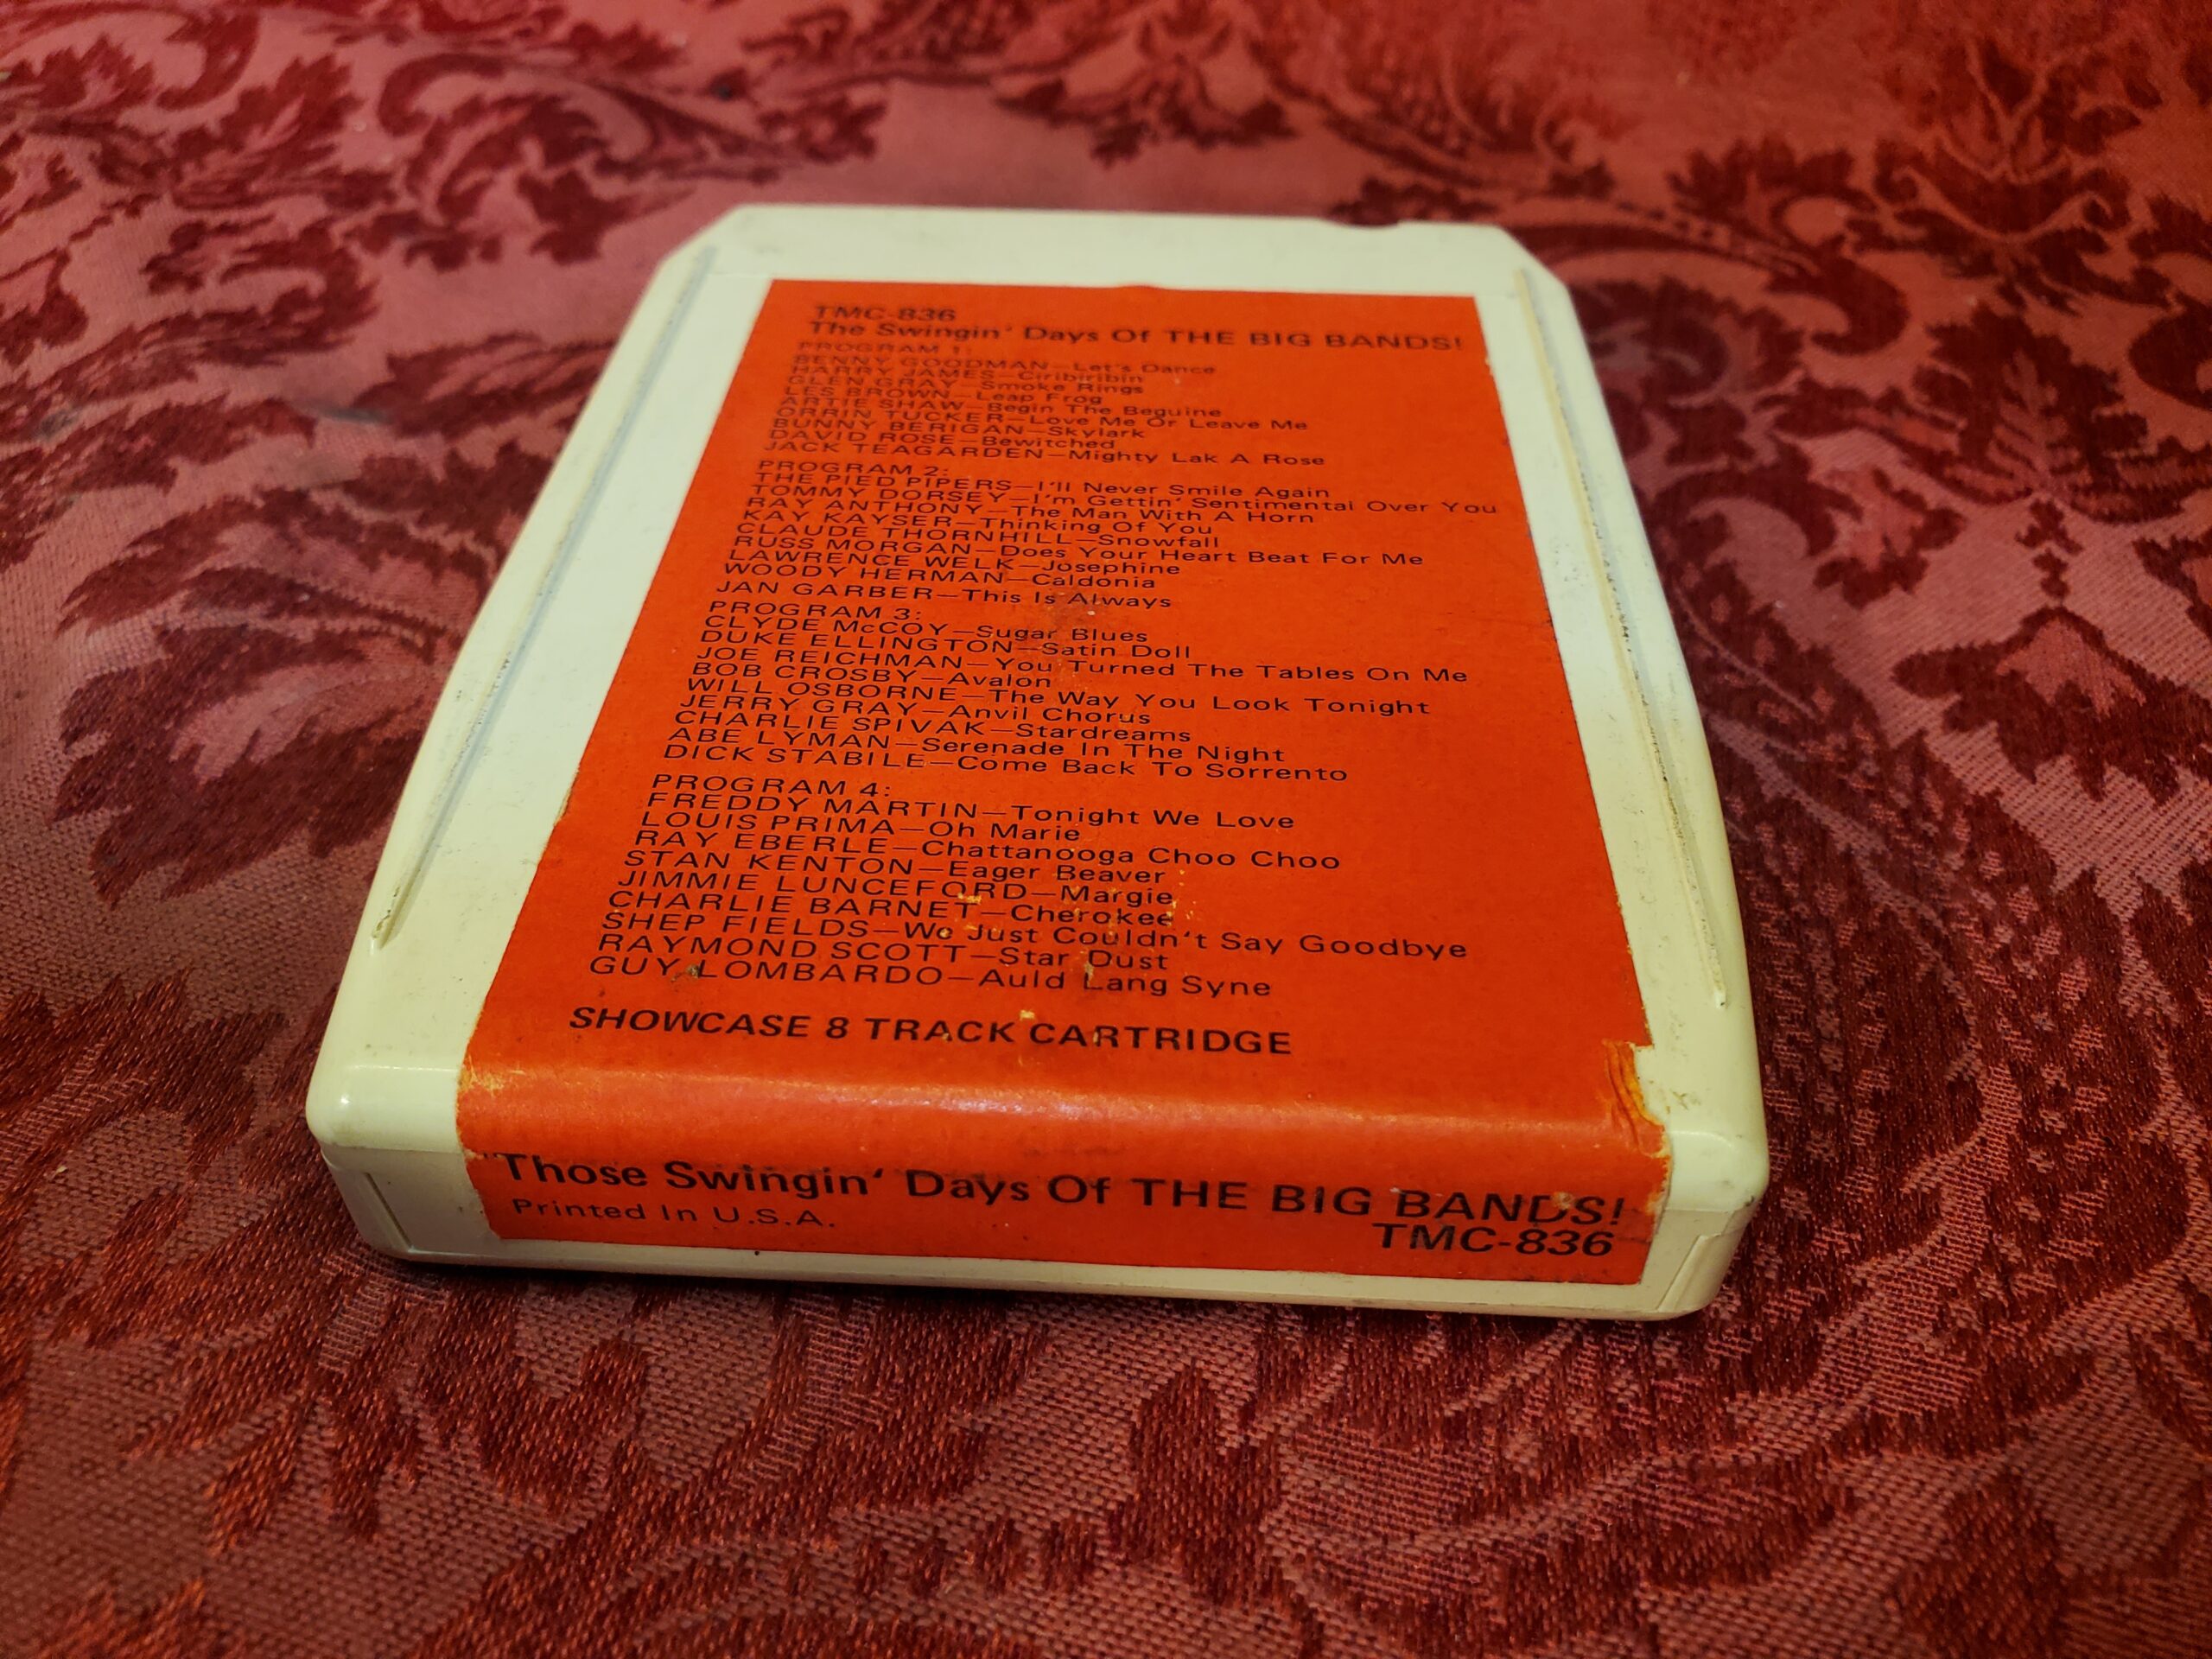 TMC-836
The Swingin' Days Of THE BIG BANDS!
PROGRAM 1:
BENNY GOODMAN—Let's Dance
HARRY JAMES—Ciribiribin
GLEN GRAY—Smoke Rings
LES BROWN—Leap Frog
ARTIE SHAW—Begin The Beguine
ORRIN TUCKER—Love Me Or Leave Me
BUNNY BERIGAN—Skylark
DAVID ROSE—Bewitched
JACK TEAGARDEN—Mighty Lak A Rose
PROGRAM 2:
THE PIED PIPERS—I'll Never Smile Again
TOMMY DORSEY—I'm Gettin' Sentimental Over You
RAY ANTHONY—The Man With A Horn
KAY KAYSER—Thinking Of You
CLAUDE THORNHILL—Snowfall
RUSS MORGAN—Does Your Heart Beat For Me
LAWRENCE WELK—Josephine
WOODY HERMAN—Caldonia
JAN GARBER—This Is Always
PROGRAM 3:
CLYDE McCOY—Sugar Blues
DUKE ELLINGTON—Satin Doll
JOE REICHMAN—You Turned The Tables On Me
BOB CROSBY—Avalon
WILL OSBORNE—The Way You Look Tonight
JERRY GRAY—Anvil Chorus
CHARLIE SPIVAK—Stardreams
ABE LYMAN—Serenade In The Night
DICK STABILE—Come Back To Sorrento
PROGRAM 4:
FREDDY MARTIN—Tonight We Love
LOUIS PRIMA—Oh Marie
RAY EBERLE—Chattanooga Choo Choo
STAN KENTON—Eager Beaver
JIMMIE LUNCEFORD—Margie
CHARLIE BARNET—Cherokee
SHEP FIELDS—We Just Couldn't Say Goodbye
RAYMOND SCOTT—Star Dust
GUY LOMBARDO—Auld Lang Syne
SHOWCASE 8 TRACK CARTRIDGE
Those Swingin' Days Of THE BIG BANDS!
Printed In U.S.A.
TMC-836